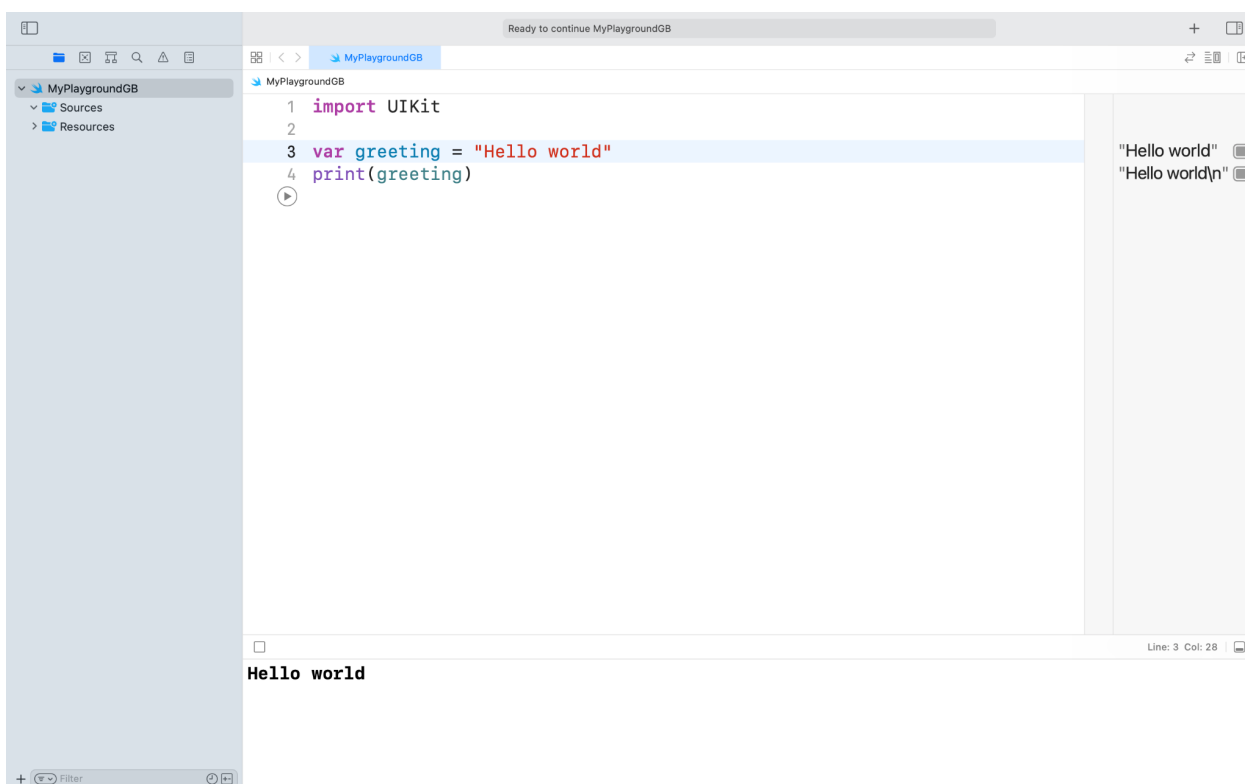 Ready to continue MyPlaygroundGB
MyPlaygroundGB
MyPlaygroundGB
Sources
Resources
MyPlaygroundGB
1 import UIKit
2
3 var greeting = "Hello world"
4 print(greeting)
"Hello world"
"Hello world\n"
Line: 3 Col: 28
Hello world
Filter